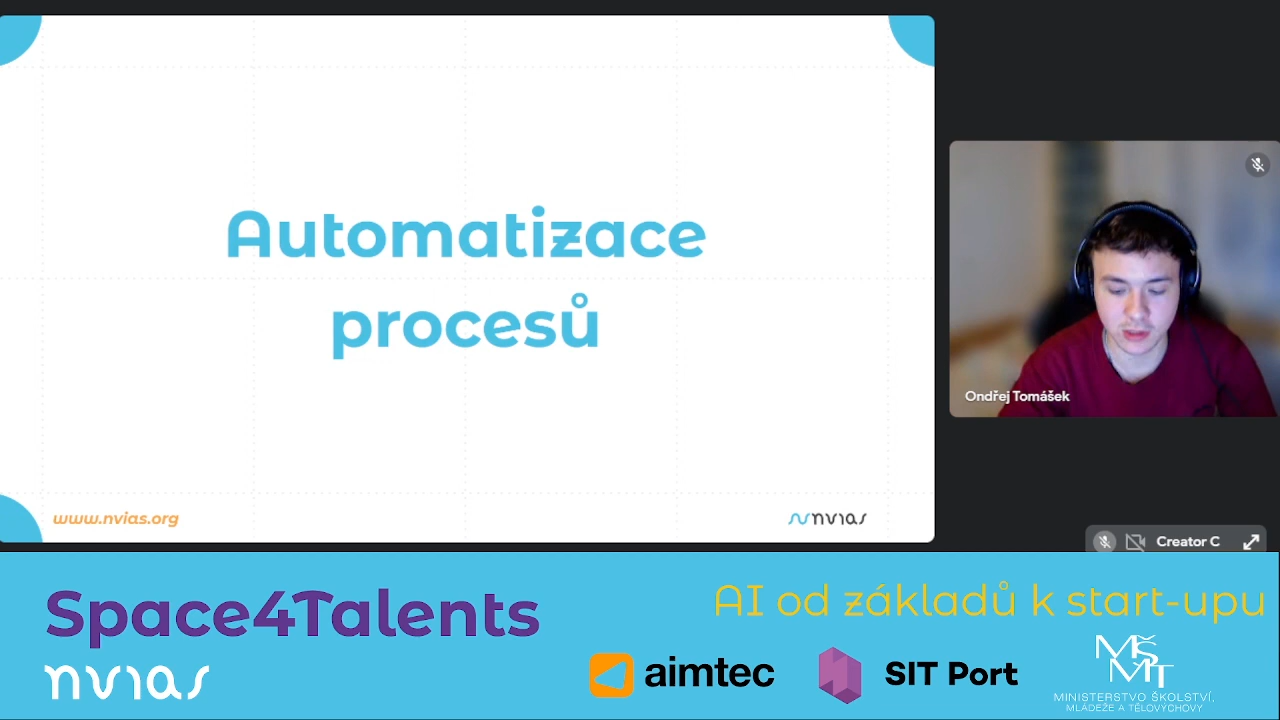 Automatizace
procesů
www.nvias.org
nvias
Ondřej Tomášek
Creator C
Space4Talents
AI od základů k start-upu
nvias
aimtec
SIT Port
MŠMT
MINISTERSTVO ŠKOLSTVÍ,
MLÁDEŽE A TĚLOVÝCHOVY